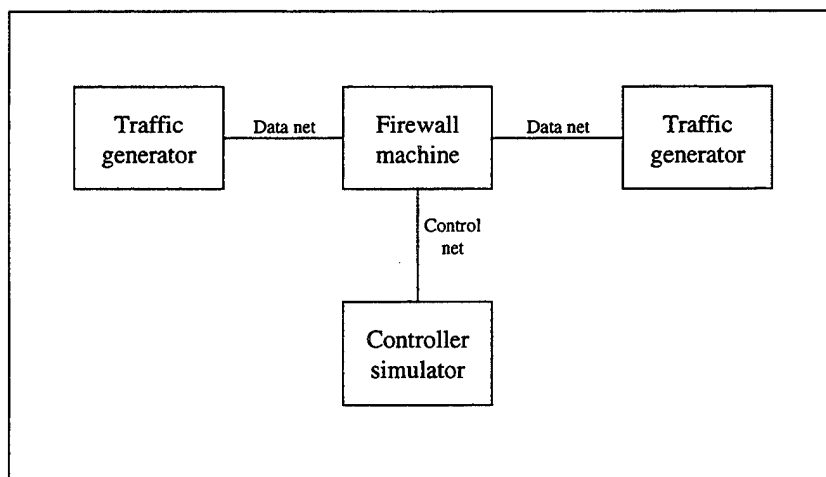 Traffic
generator
Data net
Firewall
machine
Data net
Traffic
generator
Control
net
Controller
simulator